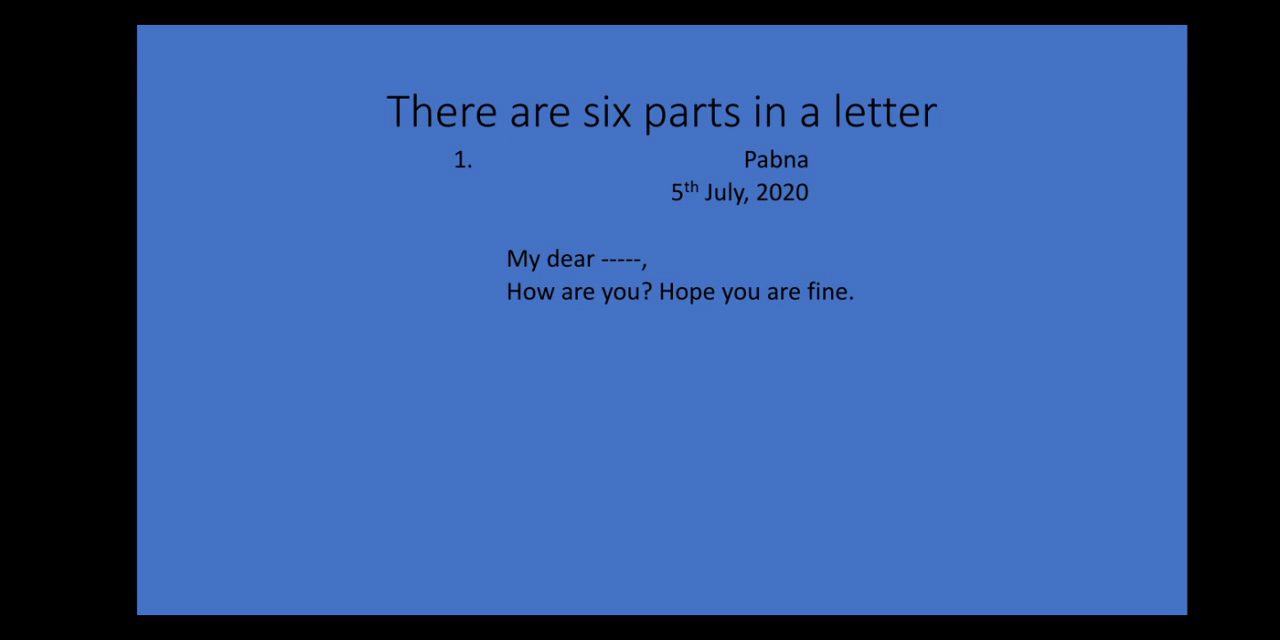 There are six parts in a letter
1. Pabna
5th July, 2020
My dear -----,
How are you? Hope you are fine.